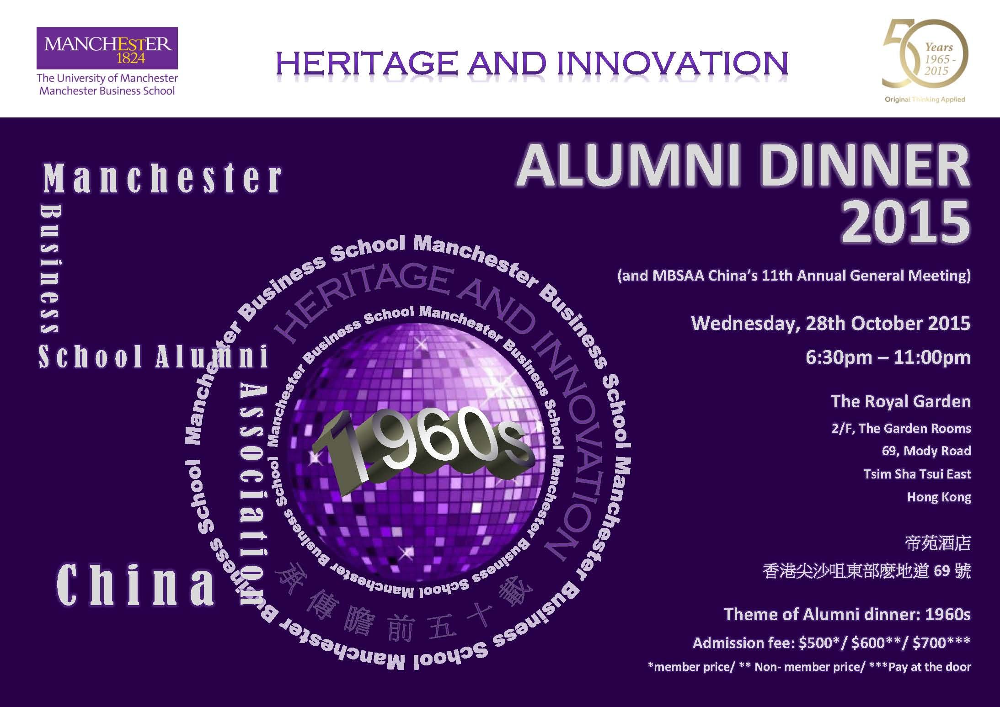 MANCHESTER
1824
The University of Manchester
Manchester Business School
HERITAGE AND INNOVATION
50
Years
1965 -
2015
Original Thinking Applied
Manchester
Business
School Alumni
Association
China
Manchester Business School Manchester Business School Manchester Business School Manchester Business School
HERITAGE AND INNOVATION
Manchester Business School Manchester Business School Manchester Business School Manchester Business School
1960s
承傳瞻前五十載
ALUMNI DINNER
2015
(and MBSAA China’s 11th Annual General Meeting)
Wednesday, 28th October 2015
6:30pm – 11:00pm
The Royal Garden
2/F, The Garden Rooms
69, Mody Road
Tsim Sha Tsui East
Hong Kong
帝苑酒店
香港尖沙咀東部麼地道 69 號
Theme of Alumni dinner: 1960s
Admission fee: $500*/ $600**/ $700***
*member price/ ** Non- member price/ ***Pay at the door